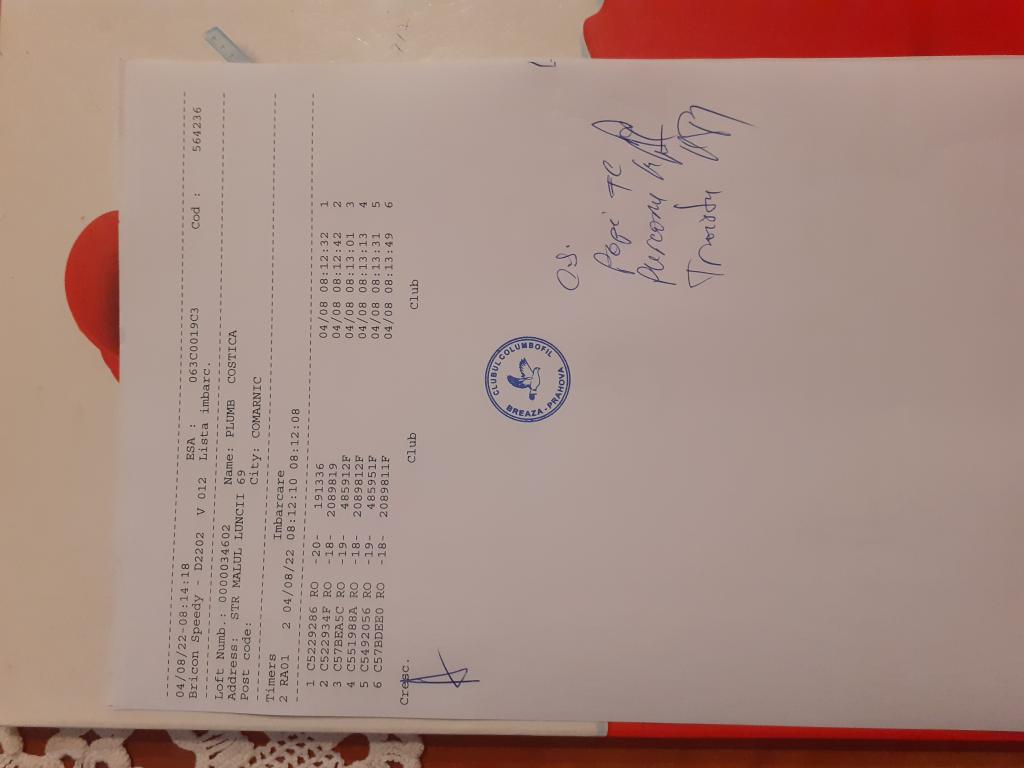 04/08/22-08:14:18
Bricon Speedy - D2202 V 012 ESA : 063C0019C3 Cod : 564236
Lista imbarc.
Loft Numb.: 0000034602 Name: PLUMB COSTICA
Address: STR MALUL LUNCII 69
Post code: City: COMARNIC
Timers Imbarcare
2 RA01 2 04/08/22 08:12:10 08:12:08
1 C5229286 RO -20- 191336 04/08 08:12:32 1
2 C522934F RO -18- 2089819 04/08 08:12:42 2
3 C57BEA5C RO -19- 485912F 04/08 08:13:01 3
4 C551988A RO -18- 2089812F 04/08 08:13:13 4
5 C5492056 RO -19- 485951F 04/08 08:13:31 5
6 C57BDEE0 RO -18- 2089811F 04/08 08:13:49 6
Cresc. Club Club
CLUBUL COLUMBOFIL
BREAZA-PRAHOVA